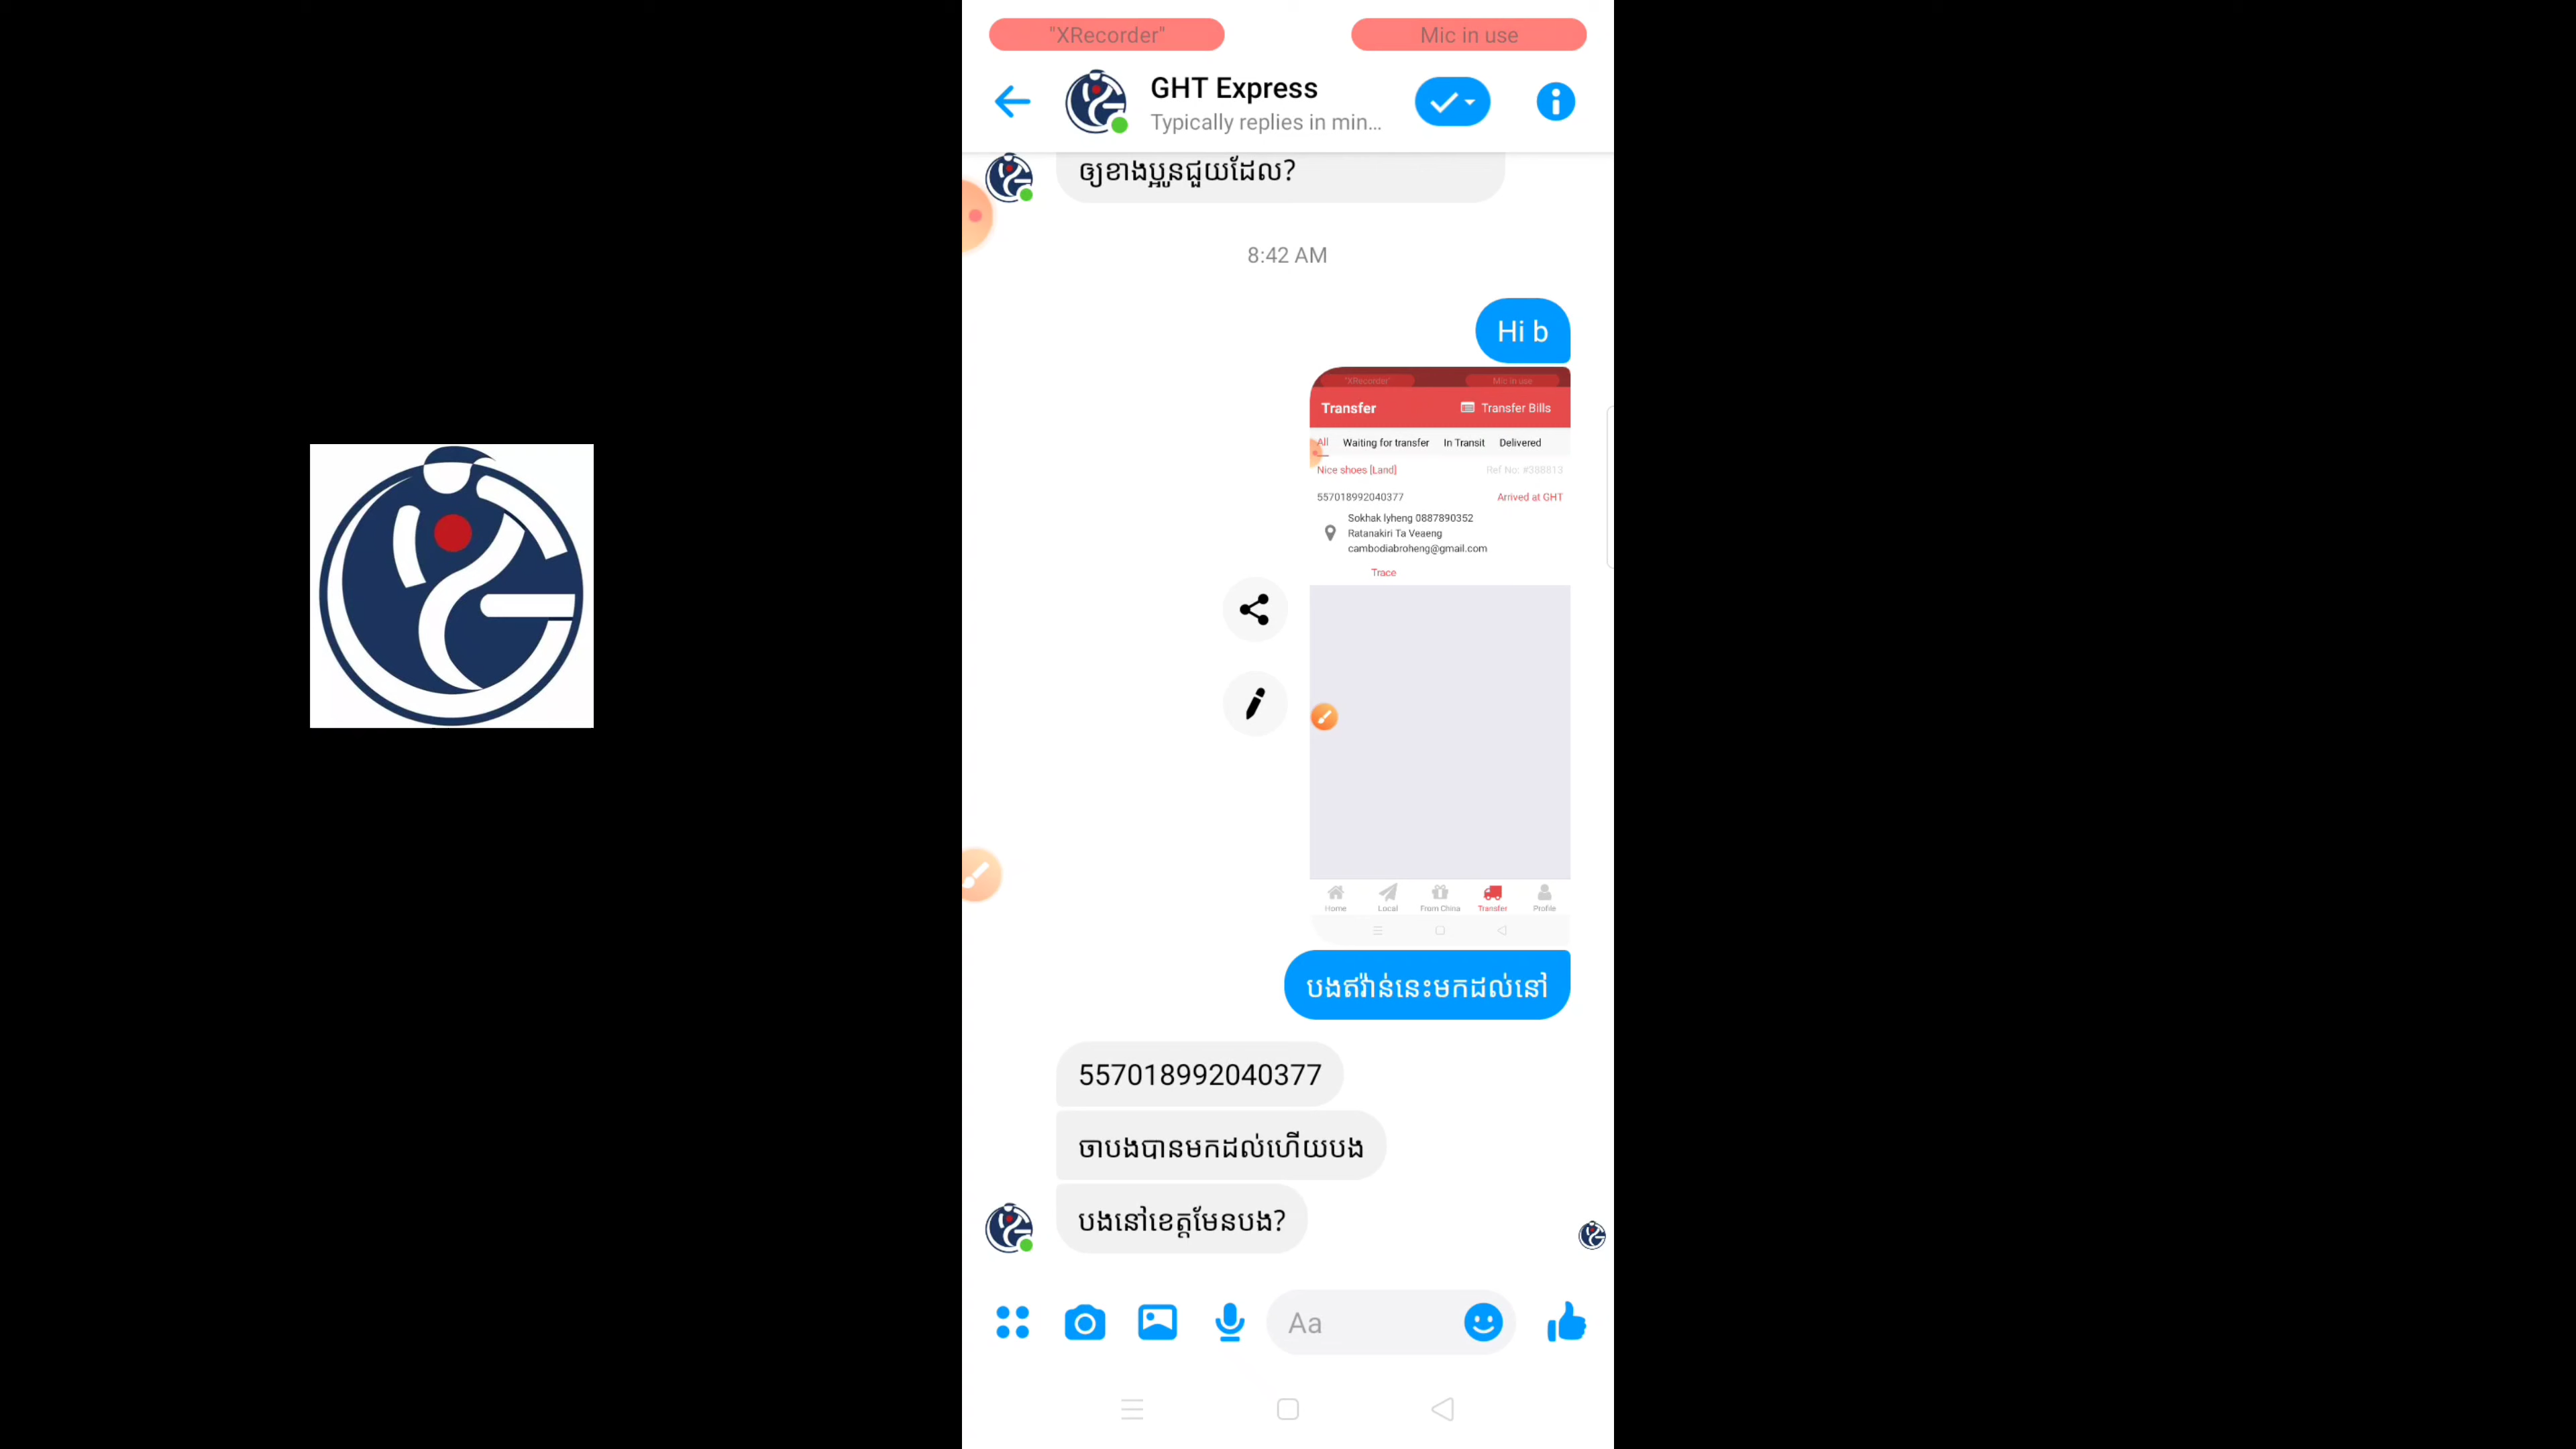 "XRecorder" Mic in use
GHT Express
Typically replies in min...
ឲ្យខាងប្អូនជួយដែល?
8:42 AM
Hi b
"XRecorder" Mic in use
Transfer Transfer Bills
All Waiting for transfer In Transit Delivered
Nice shoes [Land] Ref No: #388813
557018992040377 Arrived at GHT
Sokhak lyheng 0887890352
Ratanakiri Ta Veaeng
cambodiabroheng@gmail.com
Trace
Home Local From China Transfer Profile
បងឥវ៉ាន់នេះមកដល់នៅ
557018992040377
ចាបងបានមកដល់ហើយបង
បងនៅខេត្តមែនបង?
Aa